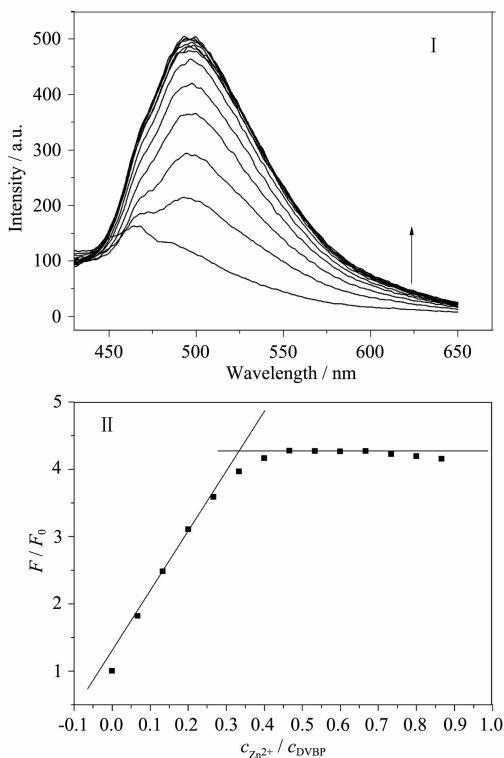 500
400
300
200
100
0
Intensity / a.u.
I
450 500 550 600 650
Wavelength / nm
II
5
4
3
2
1
F / F0
-0.1 0.0 0.1 0.2 0.3 0.4 0.5 0.6 0.7 0.8 0.9 1.0
cZn2+ / cDVBP